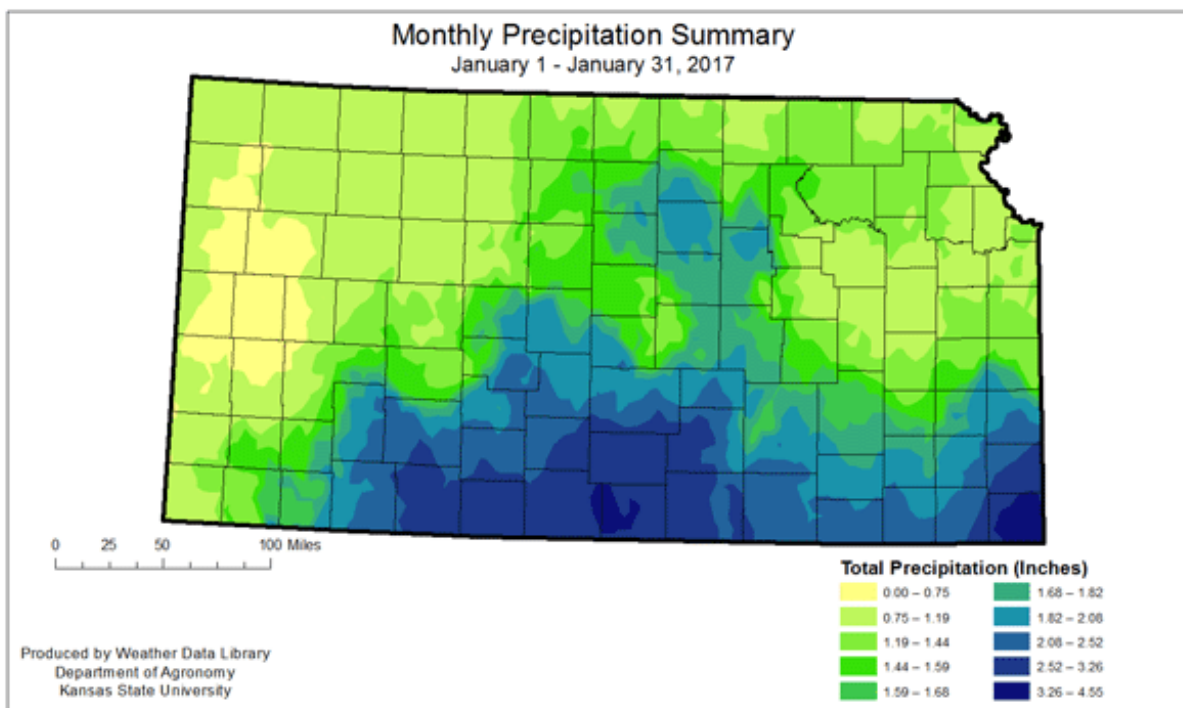 Monthly Precipitation Summary
January 1 - January 31, 2017
0 25 50 100 Miles
Total Precipitation (Inches)
0.00 – 0.75
0.75 – 1.19
1.19 – 1.44
1.44 – 1.59
1.59 – 1.68
1.68 – 1.82
1.82 – 2.08
2.08 – 2.52
2.52 – 3.26
3.26 – 4.55
Produced by Weather Data Library
Department of Agronomy
Kansas State University